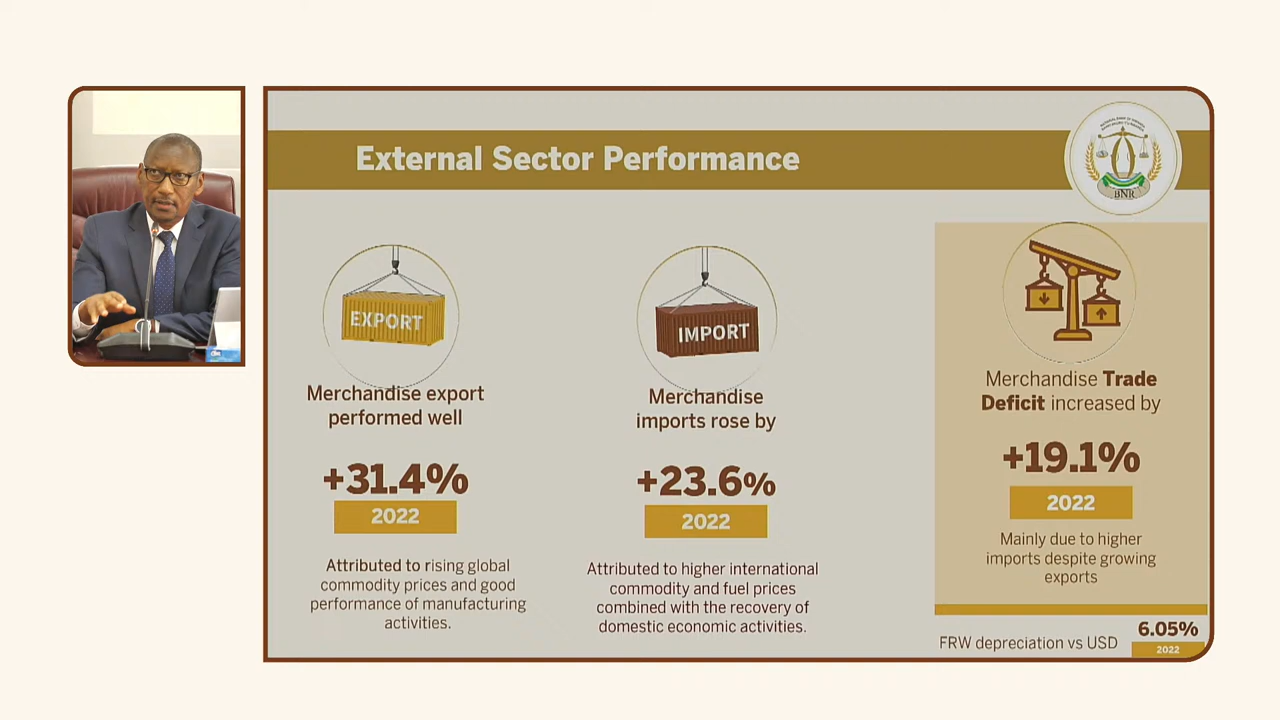 External Sector Performance
BNR
EXPORT
Merchandise export
performed well
+31.4%
2022
Attributed to rising global
commodity prices and good
performance of manufacturing
activities.
IMPORT
Merchandise
imports rose by
+23.6%
2022
Attributed to higher international
commodity and fuel prices
combined with the recovery of
domestic economic activities.
Merchandise Trade
Deficit increased by
+19.1%
2022
Mainly due to higher
imports despite growing
exports
FRW depreciation vs USD
6.05%
2022